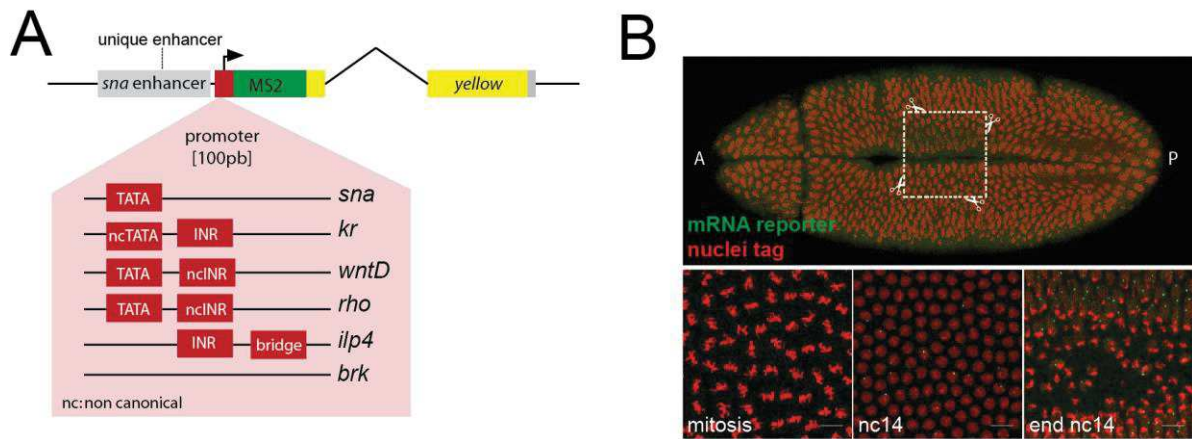 A
unique enhancer
sna enhancer
MS2
yellow
promoter
[100pb]
TATA
sna
ncTATA
INR
kr
TATA
ncINR
wntD
TATA
ncINR
rho
INR
bridge
ilp4
brk
nc:non canonical
B
A
P
mRNA reporter
nuclei tag
mitosis
nc14
end nc14